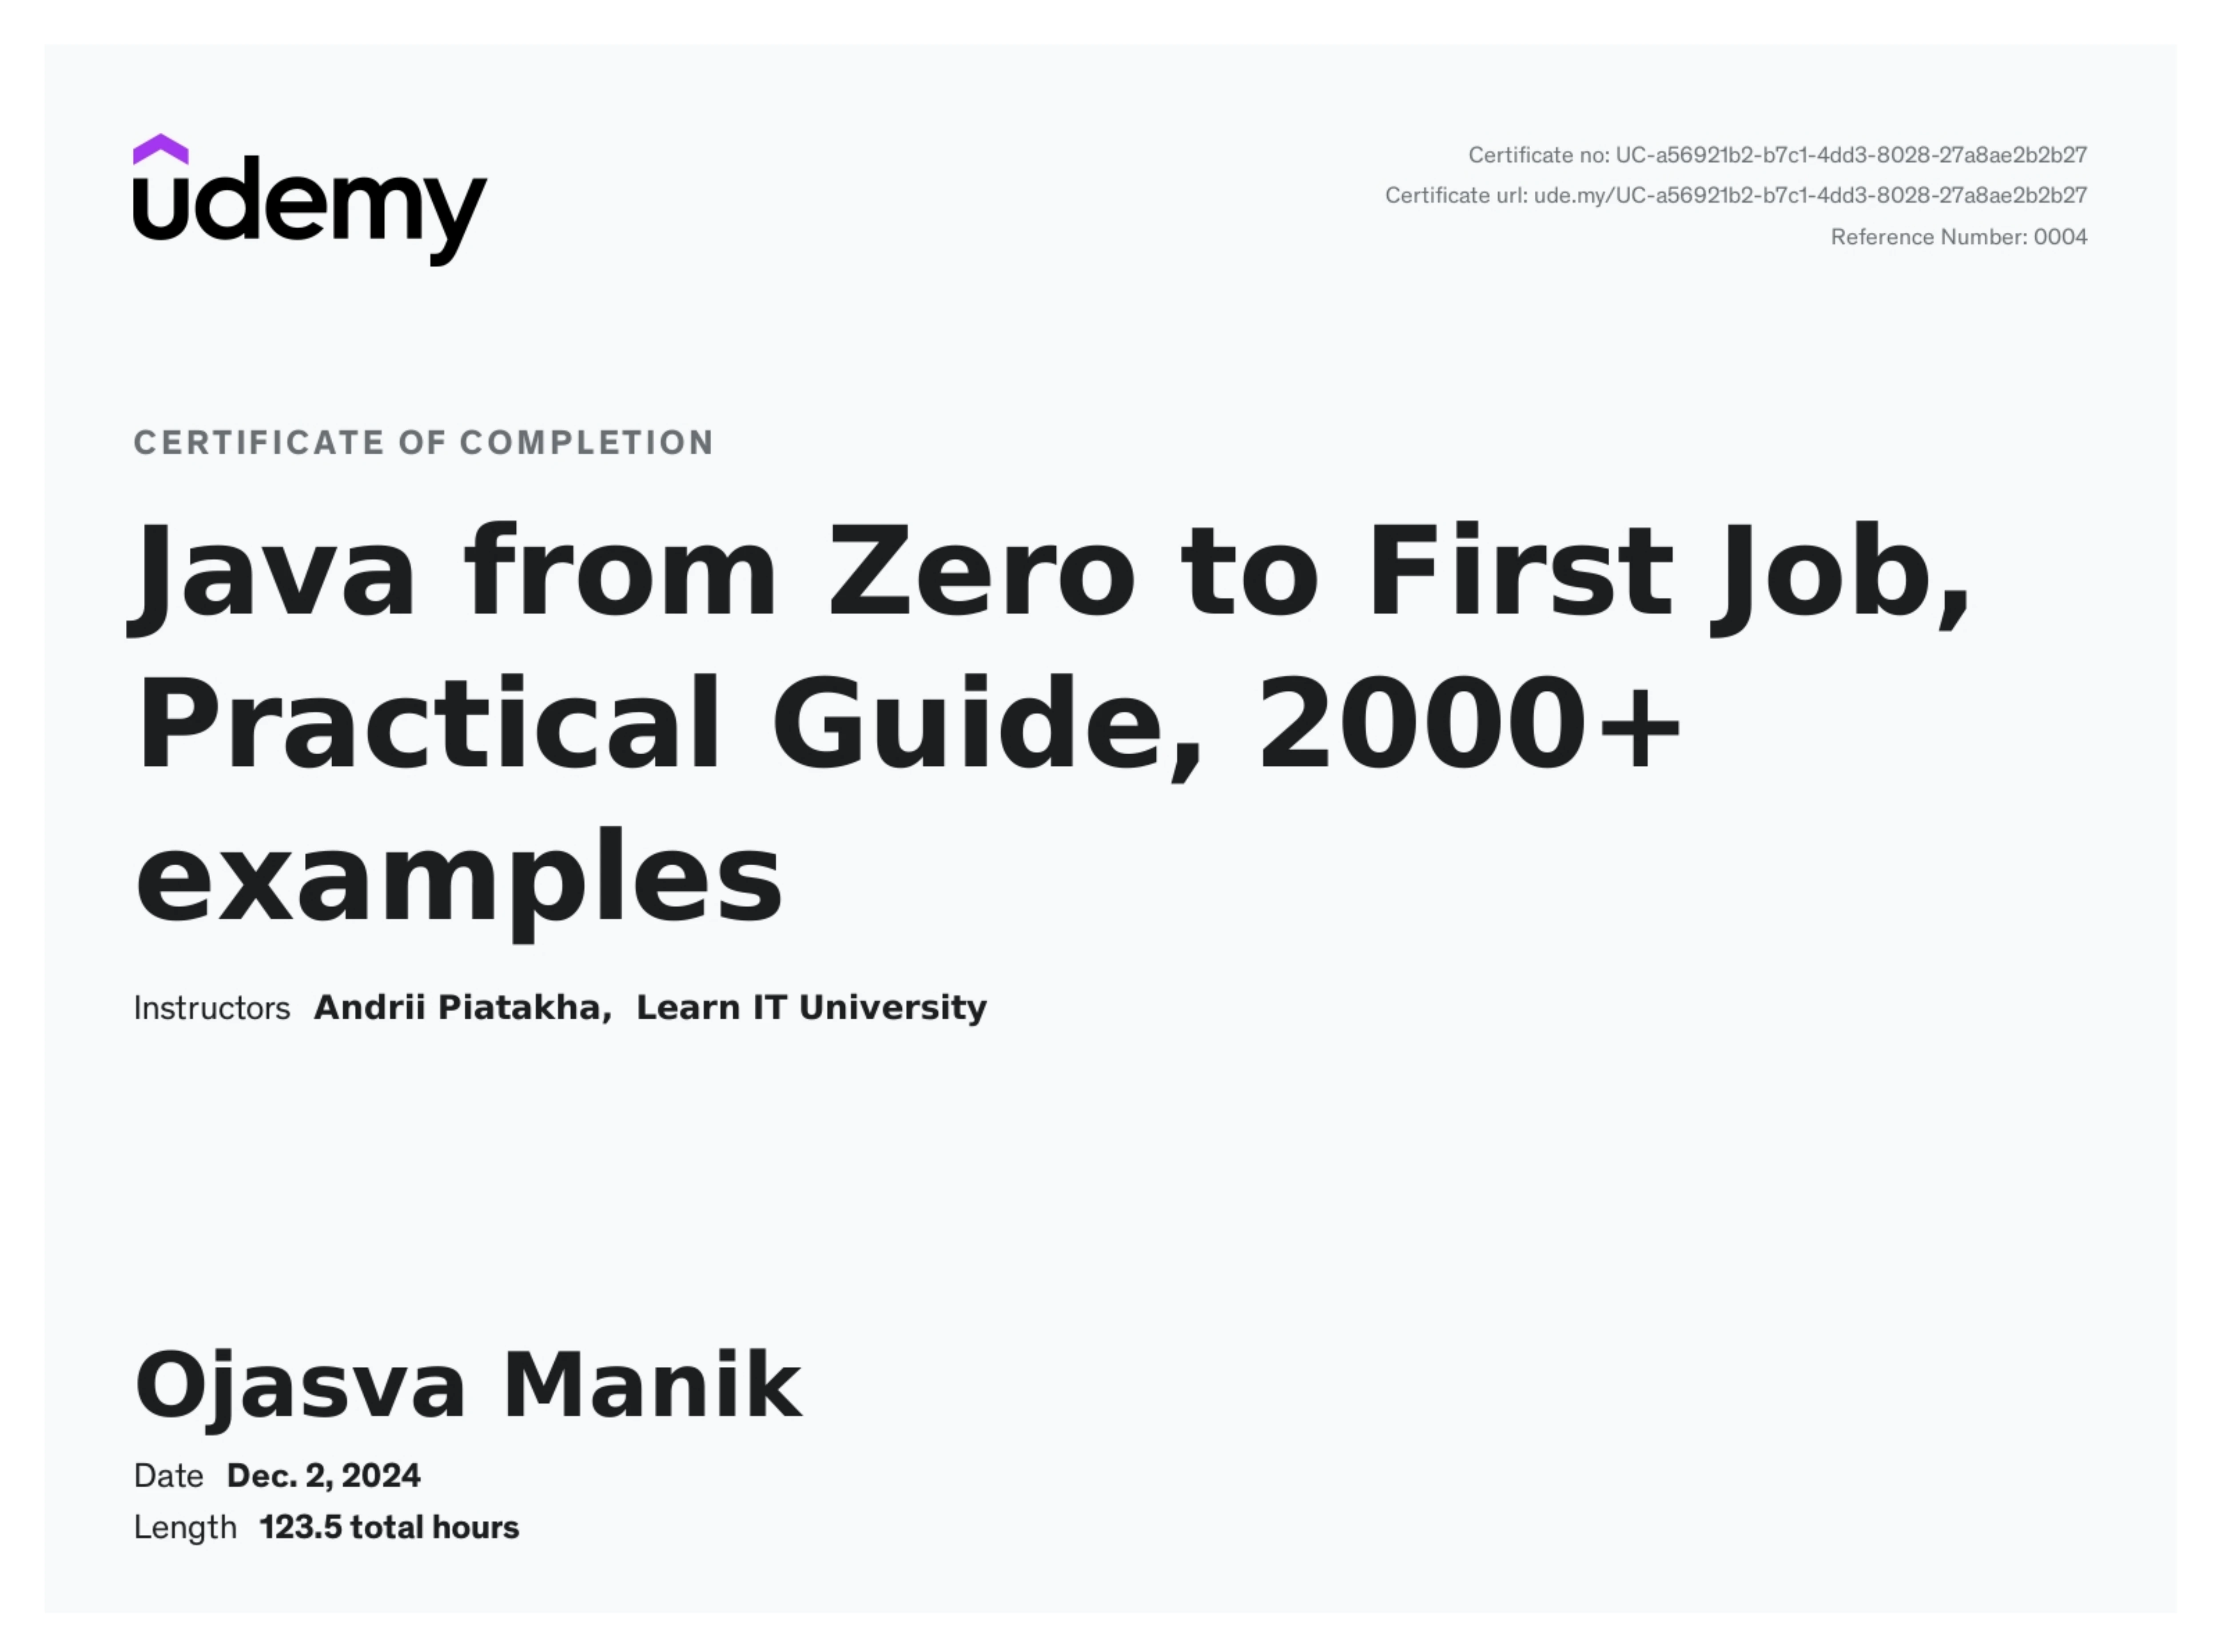 udemy
Certificate no: UC-a56921b2-b7c1-4dd3-8028-27a8ae2b2b27
Certificate url: ude.my/UC-a56921b2-b7c1-4dd3-8028-27a8ae2b2b27
Reference Number: 0004
CERTIFICATE OF COMPLETION
Java from Zero to First Job,
Practical Guide, 2000+
examples
Instructors Andrii Piatakha, Learn IT University
Ojasva Manik
Date Dec. 2, 2024
Length 123.5 total hours